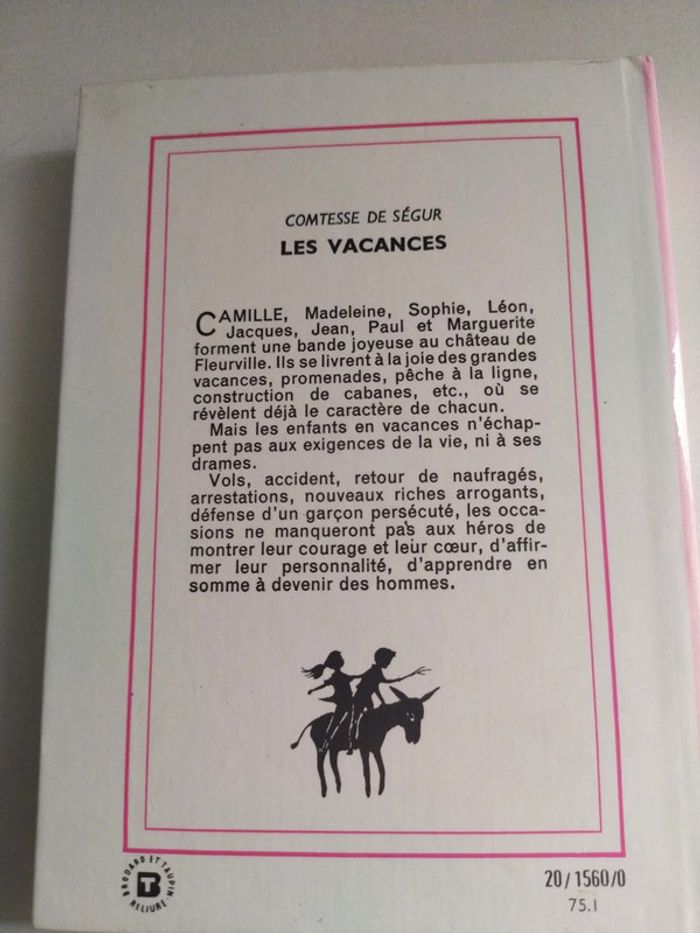 COMTESSE DE SÉGUR
LES VACANCES
CAMILLE, Madeleine, Sophie, Léon,
Jacques, Jean, Paul et Marguerite
forment une bande joyeuse au château de
Fleurville. Ils se livrent à la joie des grandes
vacances, promenades, pêche à la ligne,
construction de cabanes, etc., où se
révèlent déjà le caractère de chacun.
Mais les enfants en vacances n'échap-
pent pas aux exigences de la vie, ni à ses
drames.
Vols, accident, retour de naufragés,
arrestations, nouveaux riches arrogants,
défense d'un garçon persécuté, les occa-
sions ne manqueront pas aux héros de
montrer leur courage et leur cœur, d'affir-
mer leur personnalité, d'apprendre en
somme à devenir des hommes.
BRODARD ET TAUPIN
BT
RELIURE
20/1560/0
75.I